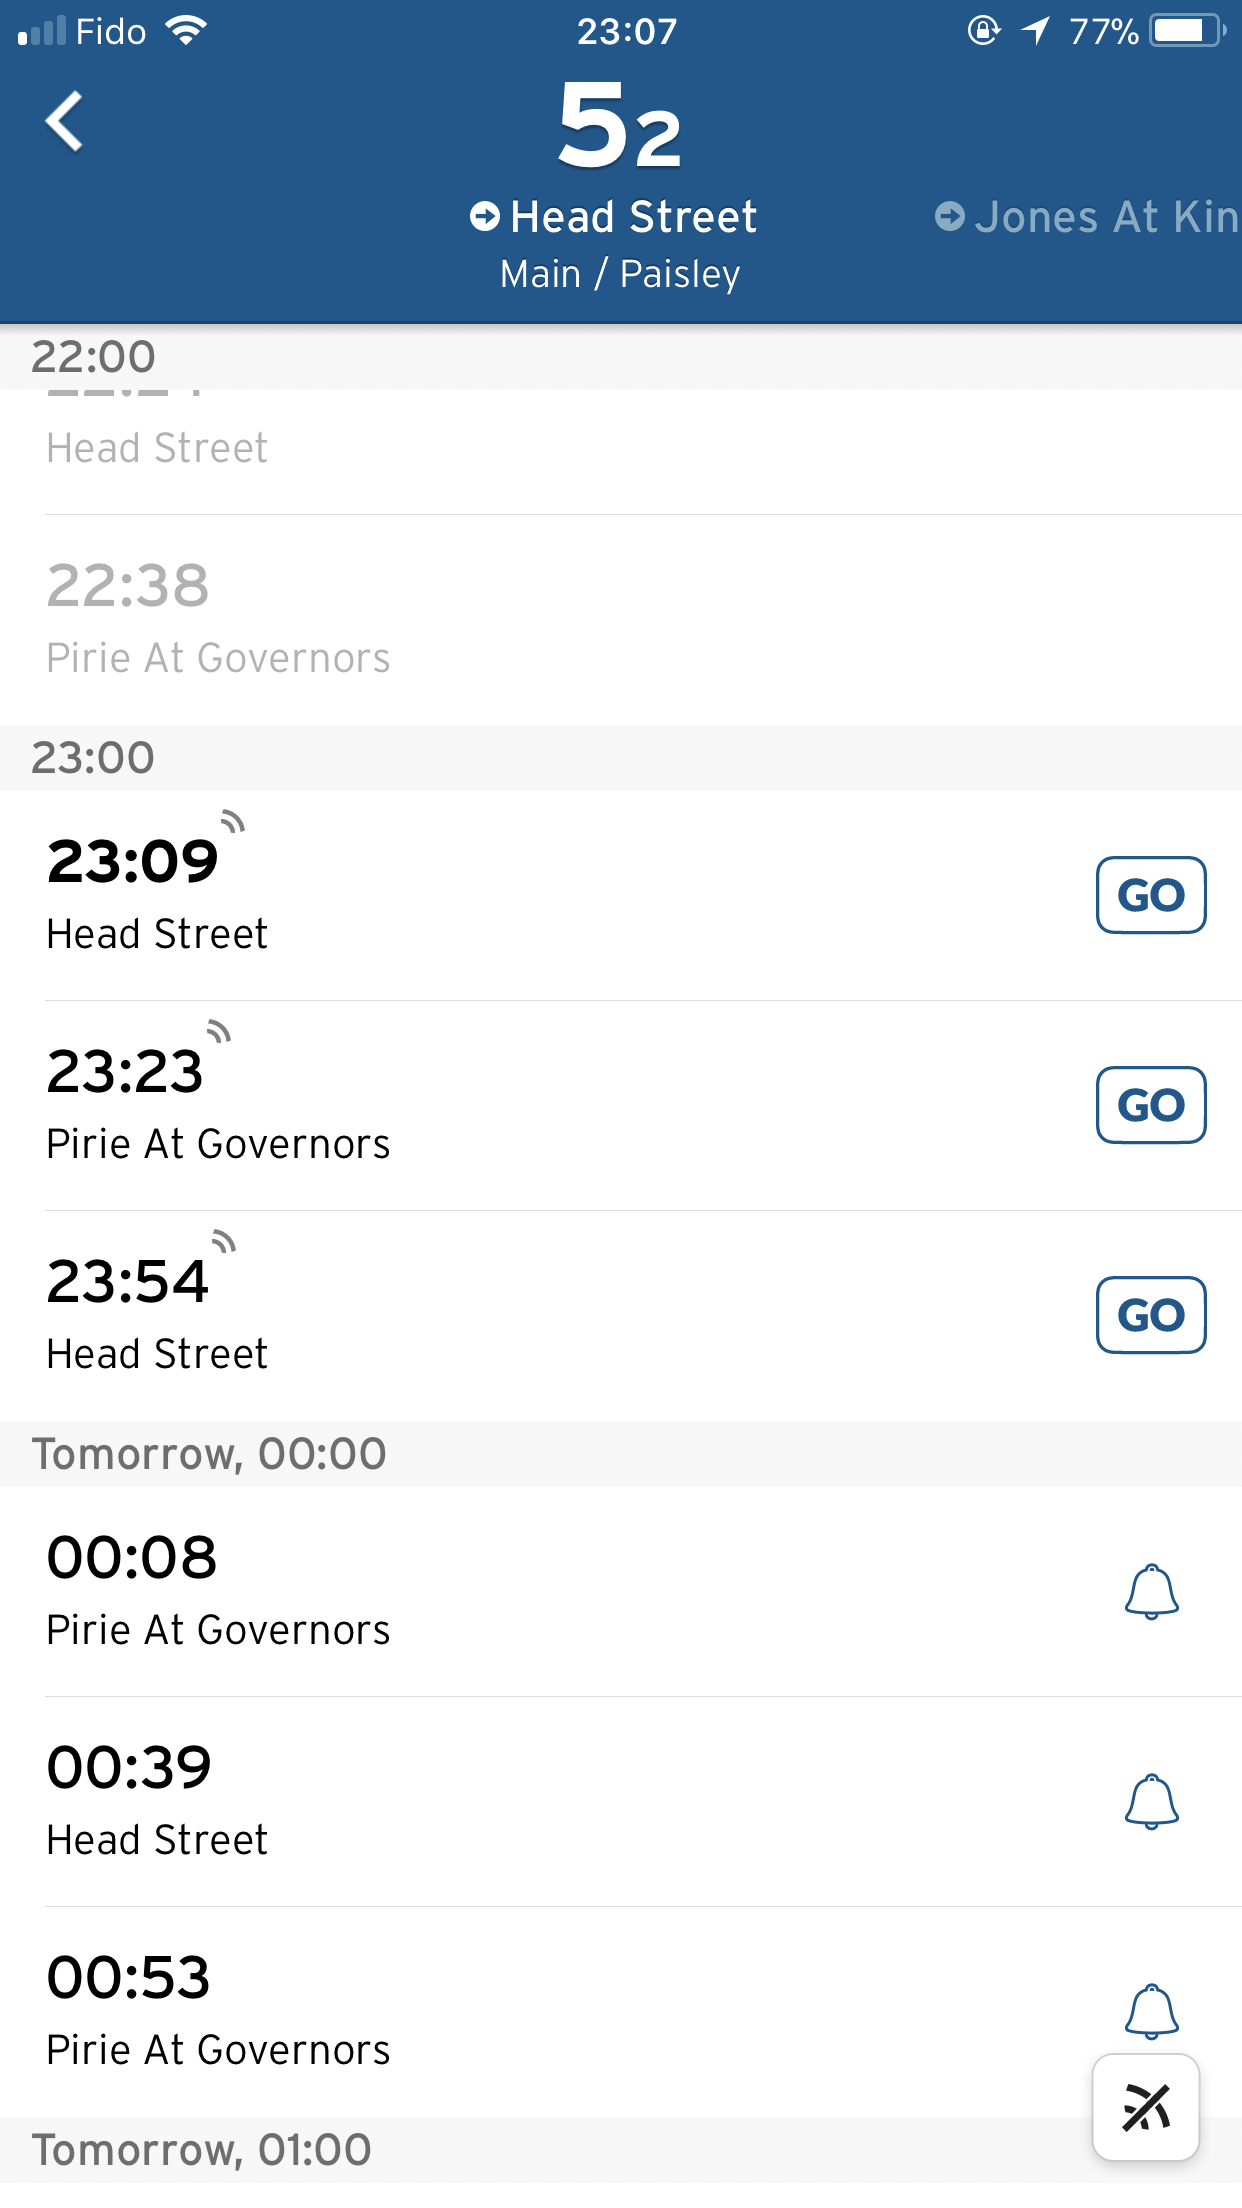 Fido 23:07 77%
52
Head Street
Jones At Kin
Main / Paisley
22:00
Head Street
22:38
Pirie At Governors
23:00
23:09
Head Street
GO
23:23
Pirie At Governors
GO
23:54
Head Street
GO
Tomorrow, 00:00
00:08
Pirie At Governors
00:39
Head Street
00:53
Pirie At Governors
Tomorrow, 01:00